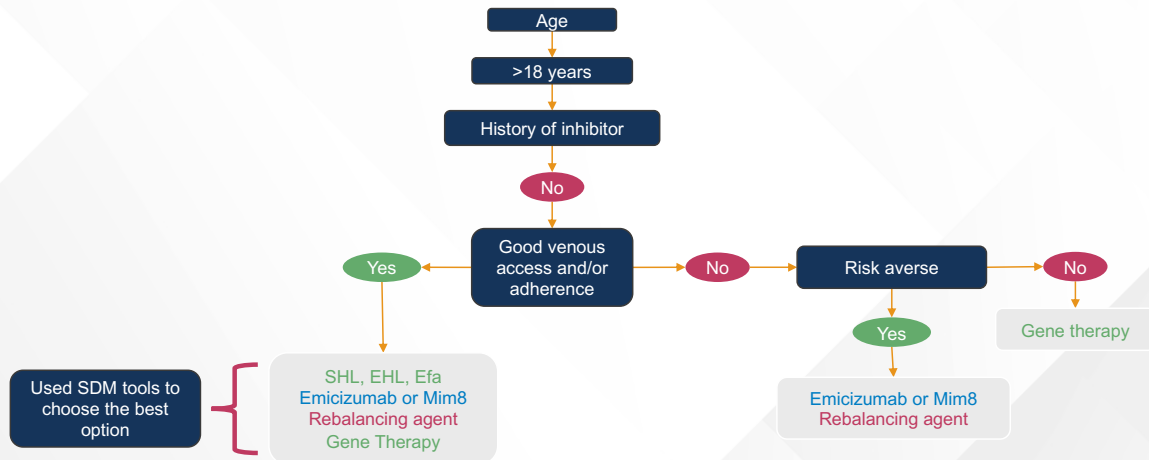 Age
>18 years
History of inhibitor
No
Good venous
access and/or
adherence
Yes
No
Risk averse
No
Yes
Gene therapy
Used SDM tools to
choose the best
option
SHL, EHL, Efa
Emicizumab or Mim8
Rebalancing agent
Gene Therapy
Emicizumab or Mim8
Rebalancing agent